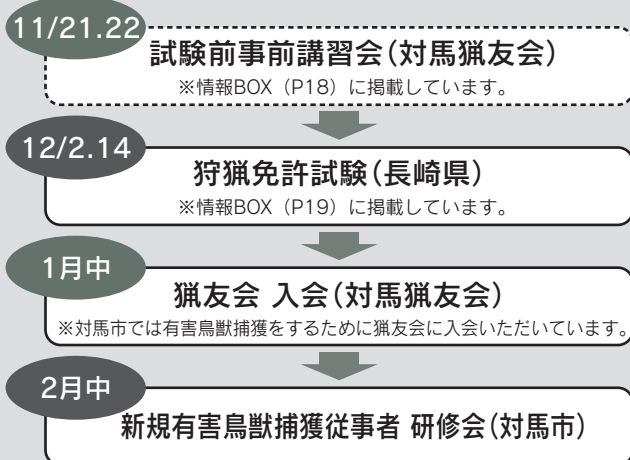 11/21.22
試験前事前講習会(対馬猟友会)
※情報BOX（P18）に掲載しています。
12/2.14
狩猟免許試験(長崎県)
※情報BOX（P19）に掲載しています。
1月中
猟友会 入会(対馬猟友会)
※対馬市では有害鳥獣捕獲をするために猟友会に入会いただいています。
2月中
新規有害鳥獣捕獲従事者 研修会(対馬市)